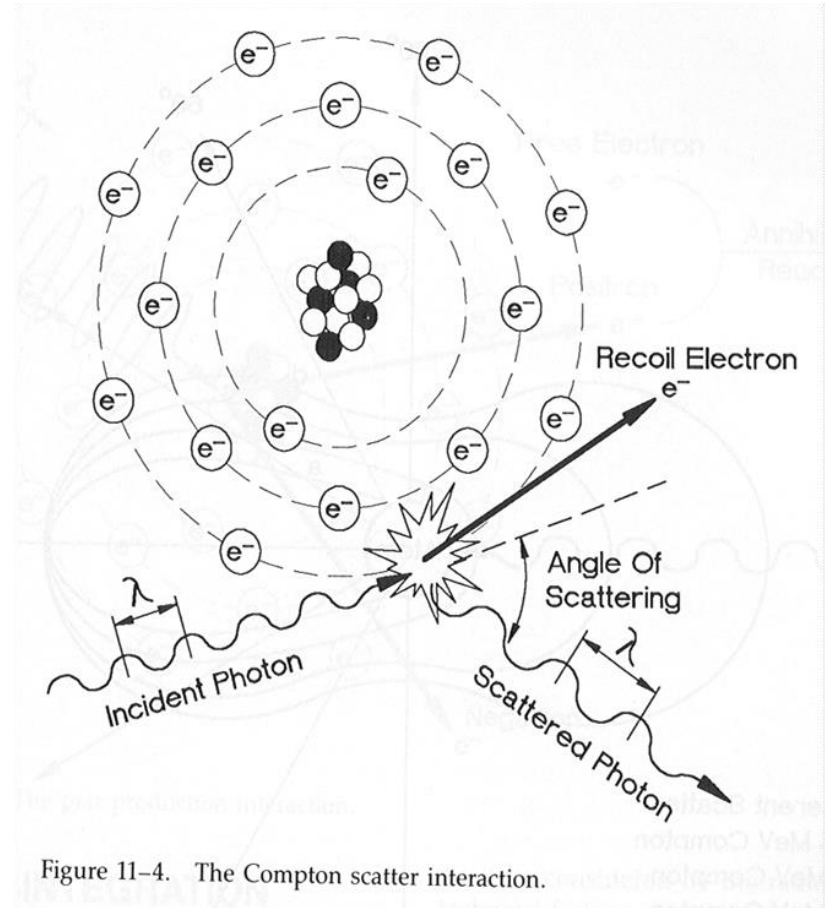 e⁻
e⁻
e⁻
e⁻
e⁻
e⁻
e⁻
e⁻
e⁻
e⁻
Recoil Electron
e⁻
e⁻
e⁻
e⁻
e⁻
e⁻
e⁻
e⁻
λ
Incident Photon
Angle Of
Scattering
λ
Scattered Photon
Figure 11–4. The Compton scatter interaction.